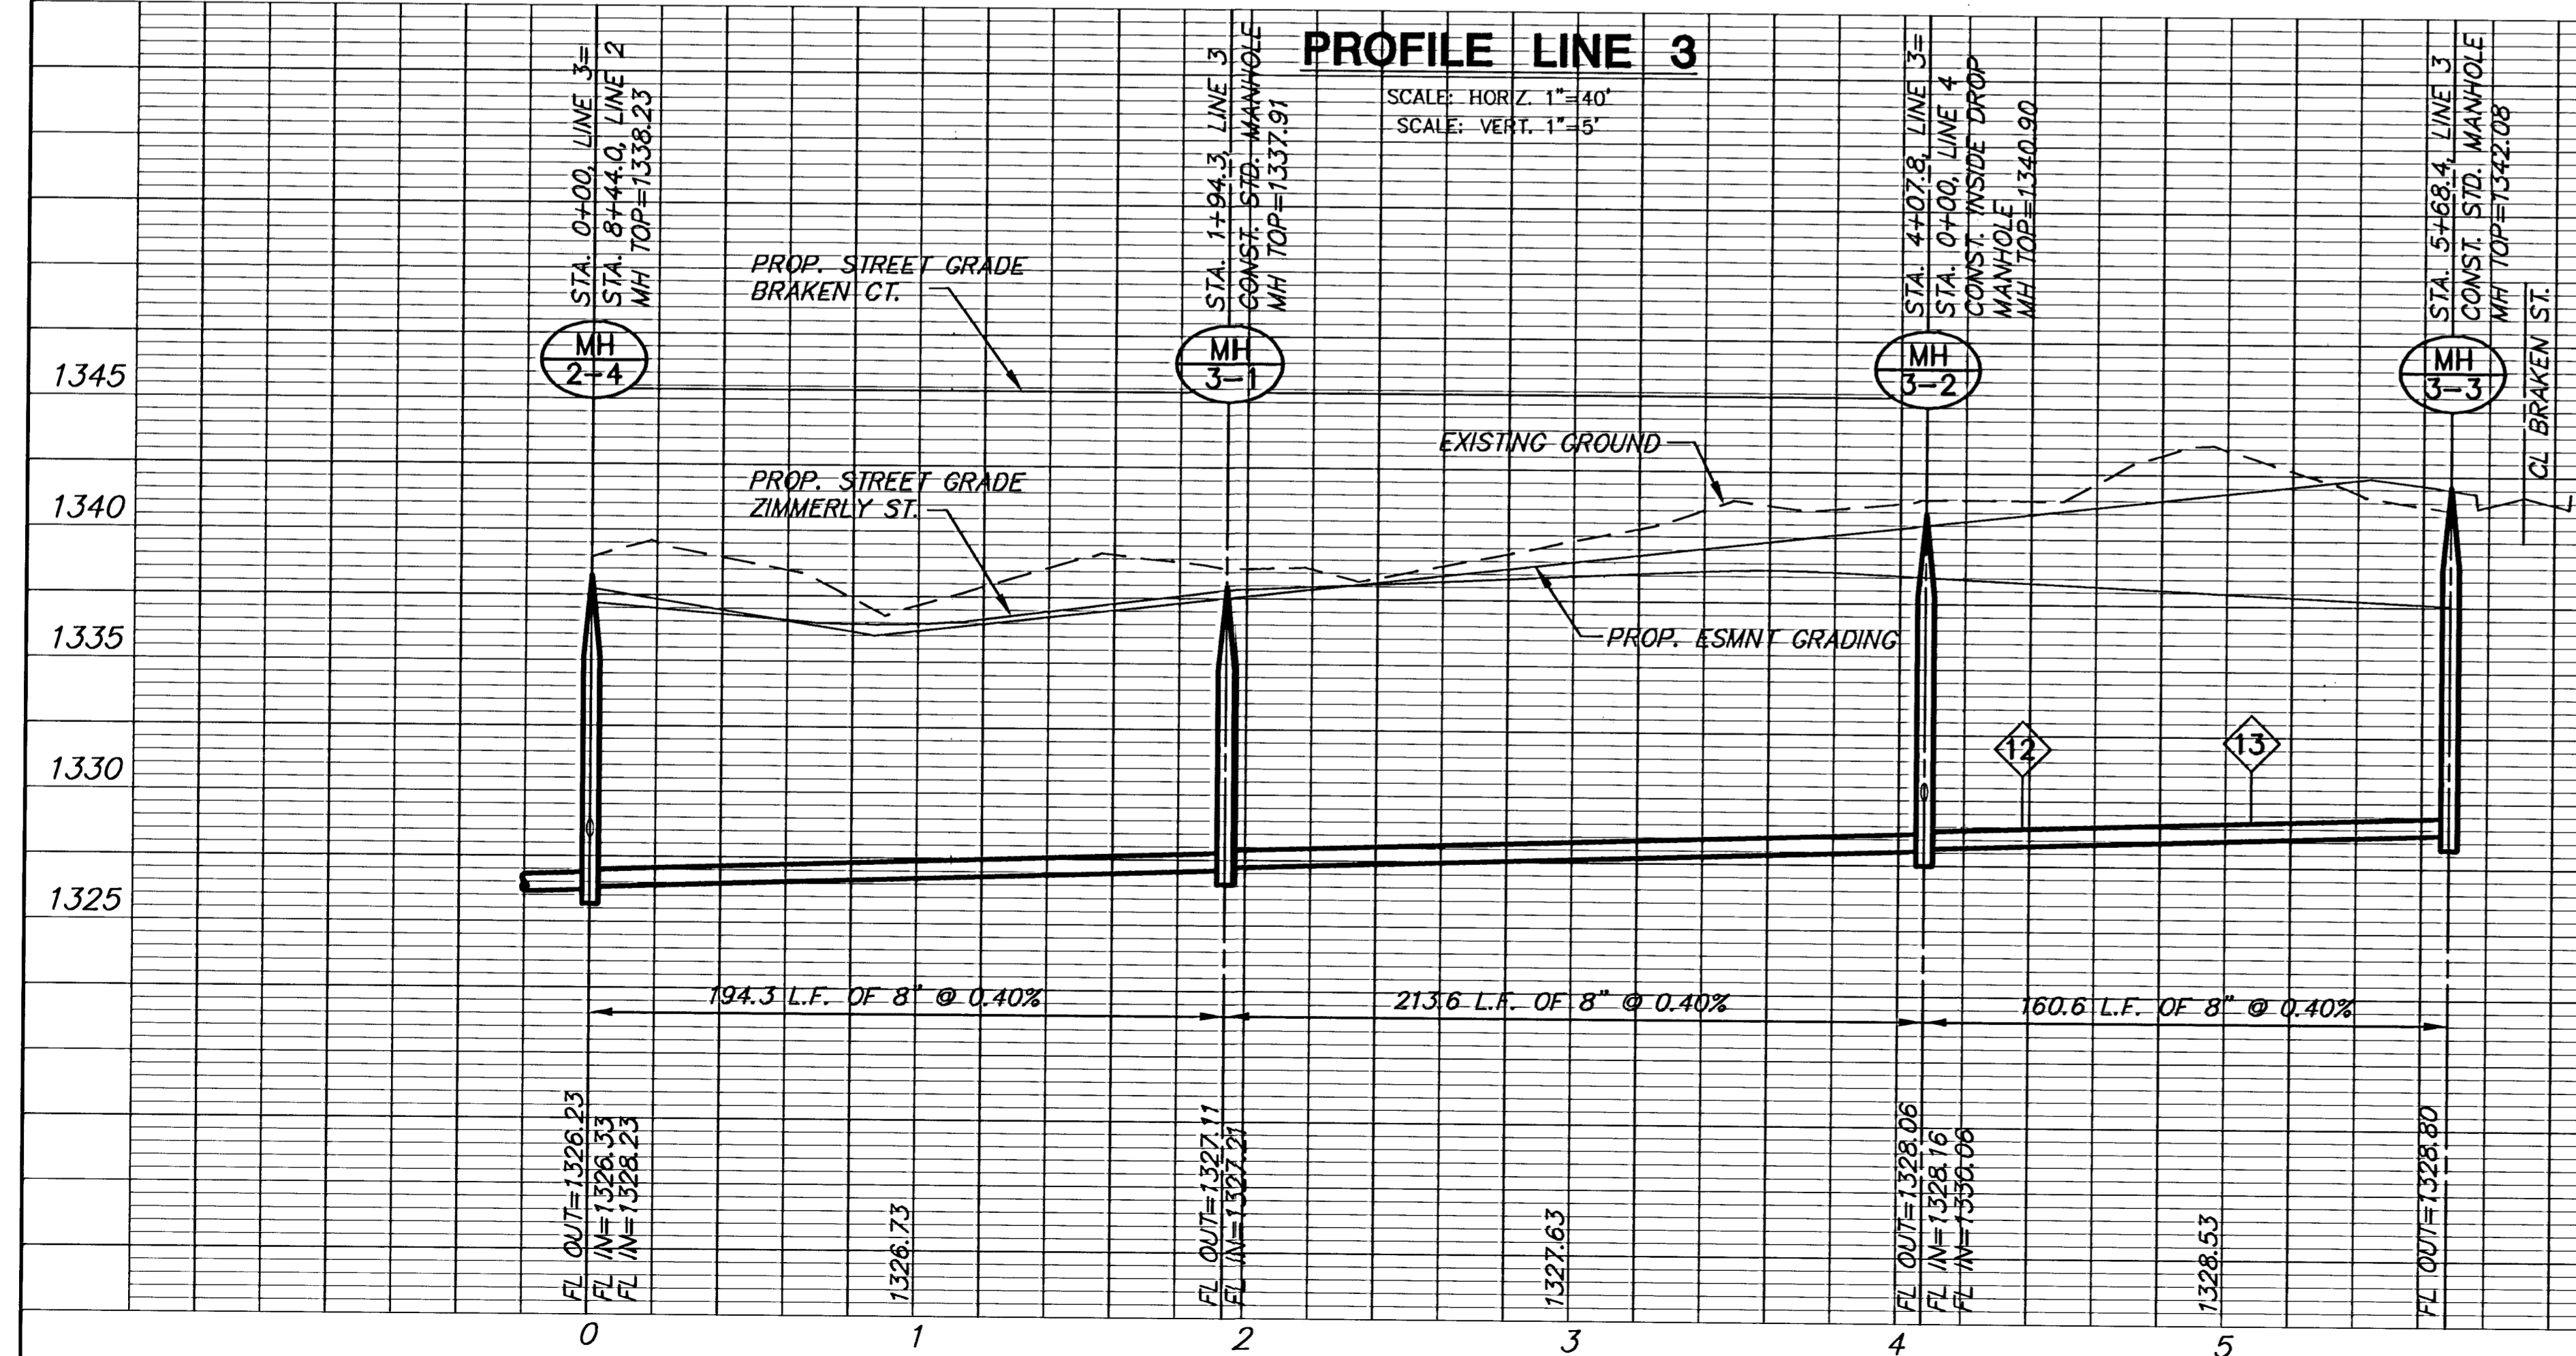 PROFILE LINE 3
SCALE: HORIZ. 1"=40'
SCALE: VERT. 1"=5'
STA. 0+00, LINE 3=
STA. 8+44.0, LINE 2
MH TOP=1338.23
STA. 1+94.3, LINE 3
CONST. STD. MANHOLE
MH TOP=1337.91
STA. 4+07.8, LINE 3=
STA. 0+00, LINE 4
CONST. INSIDE DROP
MANHOLE
MH TOP=1340.90
STA. 5+68.4, LINE 3
CONST. STD. MANHOLE
MH TOP=1342.08
CL BRAKEN ST.
PROP. STREET GRADE
BRAKEN CT.
MH
2-4
MH
3-1
MH
3-2
MH
3-3
1345
EXISTING GROUND
PROP. STREET GRADE
ZIMMERLY ST.
1340
1335
PROP. ESMNT GRADING
12
13
1330
1325
194.3 L.F. OF 8" @ 0.40%
213.6 L.F. OF 8" @ 0.40%
160.6 L.F. OF 8" @ 0.40%
FL OUT=1326.23
FL IN=1326.33
FL IN=1328.23
1326.73
FL OUT=1327.11
FL IN=1327.21
1327.63
FL OUT=1328.06
FL IN=1328.16
FL IN=1330.06
1328.53
FL OUT=1328.80
0
1
2
3
4
5